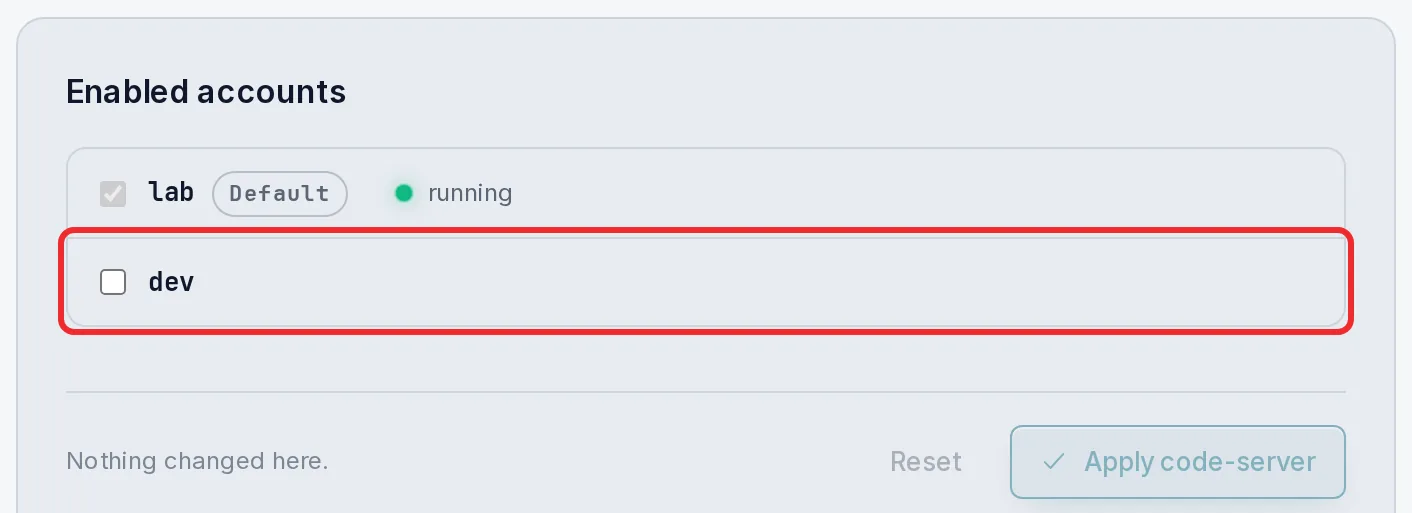 Enabled accounts
lab Default running
dev
Nothing changed here. Reset Apply code-server